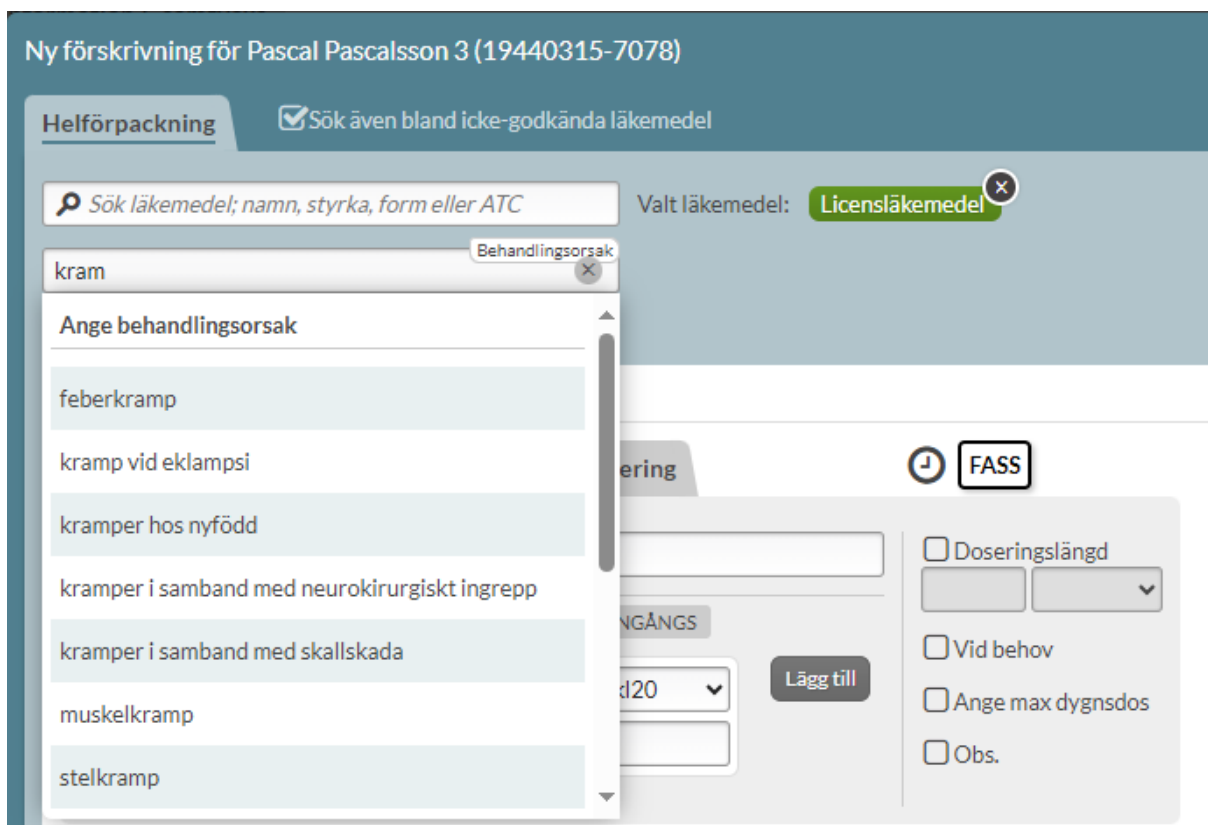 Ny förskrivning för Pascal Pascalsson 3 (19440315-7078)
Helförpackning
Sök även bland icke-godkända läkemedel
Sök läkemedel; namn, styrka, form eller ATC
Valt läkemedel:
Licensläkemedel
Behandlingsorsak
kram
Ange behandlingsorsak
feberkramp
kramp vid eklampsi
kramper hos nyfödd
kramper i samband med neurokirurgiskt ingrepp
kramper i samband med skallskada
muskelkramp
stelkramp
ering
FASS
NGÅNGS
kl20
Lägg till
Doseringslängd
Vid behov
Ange max dygnsdos
Obs.